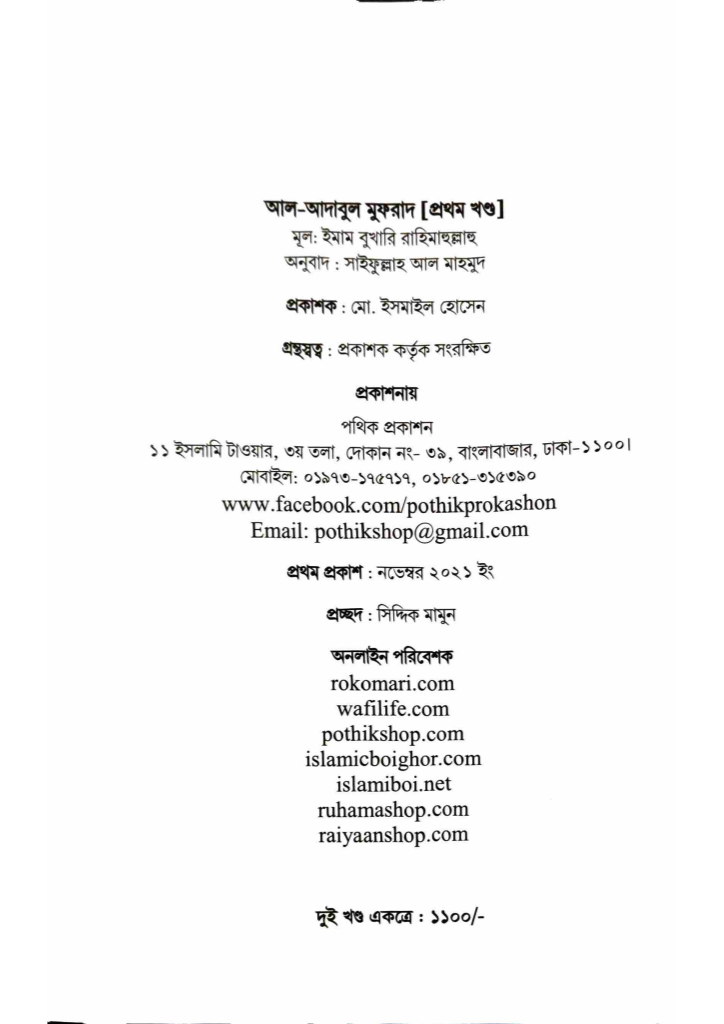 আল-আদাবুল মুফরাদ [প্রথম খণ্ড]
মূল: ইমাম বুখারি রাহিমাহুল্লাহু
অনুবাদ : সাইফুল্লাহ আল মাহমুদ
প্রকাশক : মো. ইসমাইল হোসেন
গ্রন্থস্বত্ব : প্রকাশক কর্তৃক সংরক্ষিত
প্রকাশনায়
পথিক প্রকাশন
১১ ইসলামি টাওয়ার, ৩য় তলা, দোকান নং- ৩৯, বাংলাবাজার, ঢাকা-১১০০।
মোবাইল: ০১৯৭৩-১৭৫৭১৭, ০১৮৫১-৩১৫৩৯০
www.facebook.com/pothikprokashon
Email: pothikshop@gmail.com
প্রথম প্রকাশ : নভেম্বর ২০২১ ইং
প্রচ্ছদ : সিদ্দিক মামুন
অনলাইন পরিবেশক
rokomari.com
wafilife.com
pothikshop.com
islamicboighor.com
islamiboi.net
ruhamashop.com
raiyaanshop.com
দুই খণ্ড একত্রে : ১১০০/-